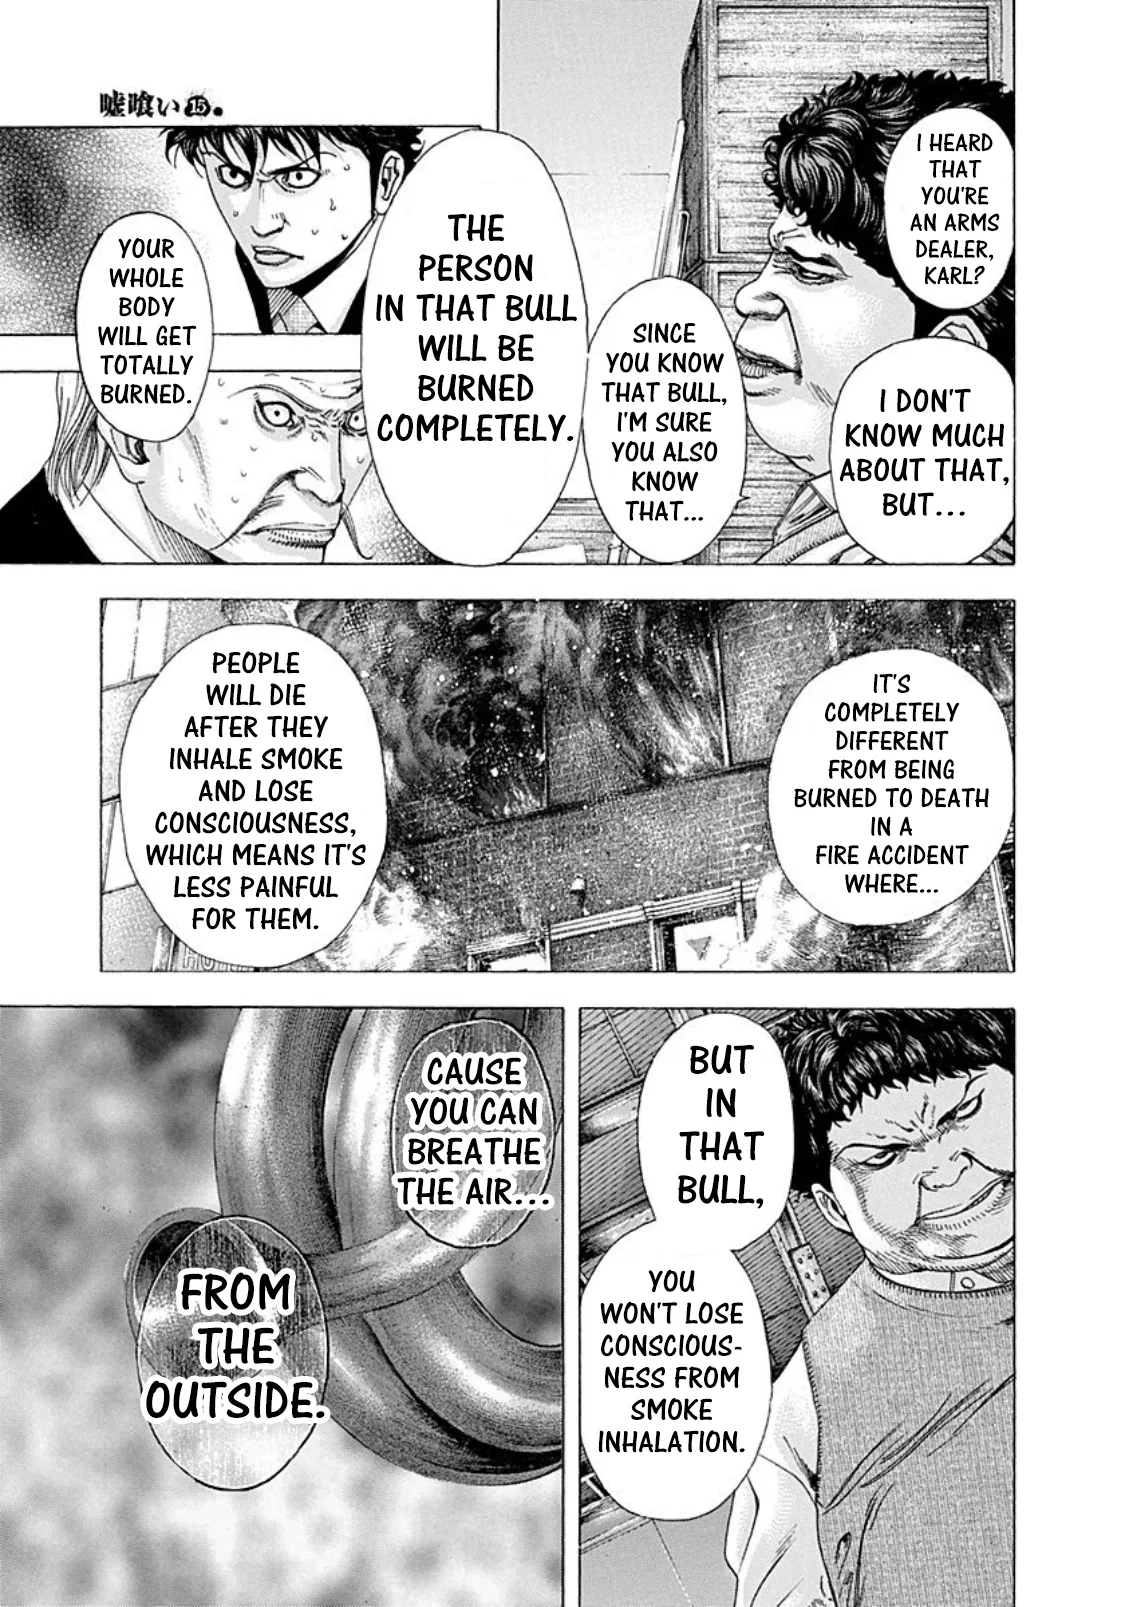 嘘喰い 15。
I HEARD
THAT
YOU'RE
AN ARMS
DEALER,
KARL?
I DON'T
KNOW MUCH
ABOUT THAT,
BUT...
SINCE
YOU KNOW
THAT BULL,
I'M SURE
YOU ALSO
KNOW
THAT...
THE
PERSON
IN THAT BULL
WILL BE
BURNED
COMPLETELY.
YOUR
WHOLE
BODY
WILL GET
TOTALLY
BURNED.
IT'S
COMPLETELY
DIFFERENT
FROM BEING
BURNED TO DEATH
IN A
FIRE ACCIDENT
WHERE...
PEOPLE
WILL DIE
AFTER THEY
INHALE SMOKE
AND LOSE
CONSCIOUSNESS,
WHICH MEANS IT'S
LESS PAINFUL
FOR THEM.
BUT
IN
THAT
BULL,
YOU
WON'T LOSE
CONSCIOUS-
NESS FROM
SMOKE
INHALATION.
CAUSE
YOU CAN
BREATHE
THE AIR...
FROM
THE
OUTSIDE.